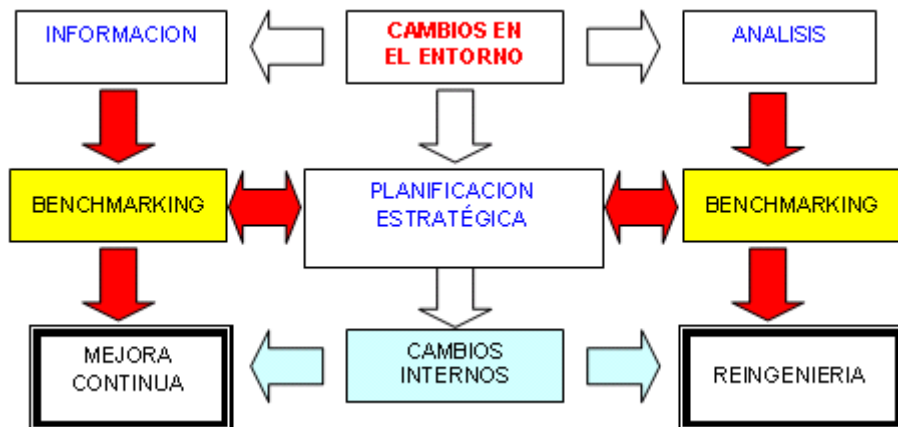 INFORMACION
CAMBIOS EN
EL ENTORNO
ANALISIS
BENCHMARKING
PLANIFICACION
ESTRATÉGICA
BENCHMARKING
MEJORA
CONTINUA
CAMBIOS
INTERNOS
REINGENIERIA